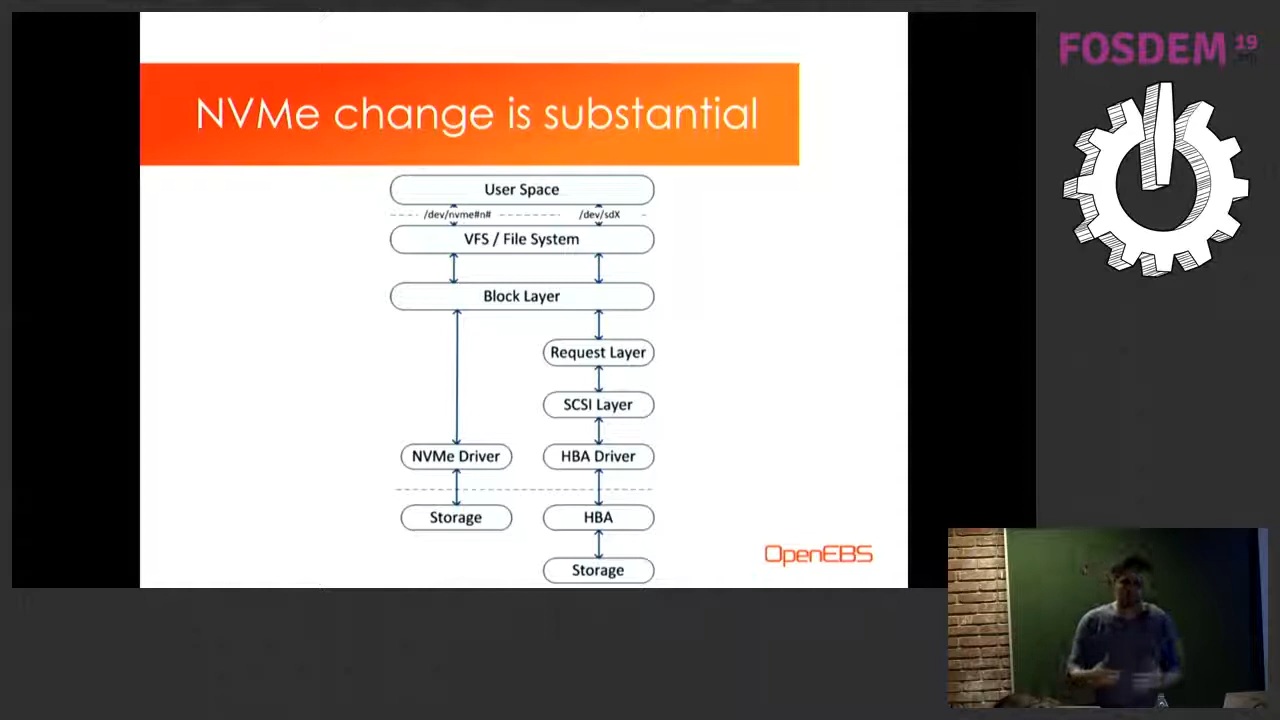 NVMe change is substantial
User Space
/dev/nvme#n#
/dev/sdX
VFS / File System
Block Layer
Request Layer
SCSI Layer
NVMe Driver
HBA Driver
Storage
HBA
Storage
OpenEBS
FOSDEM 19